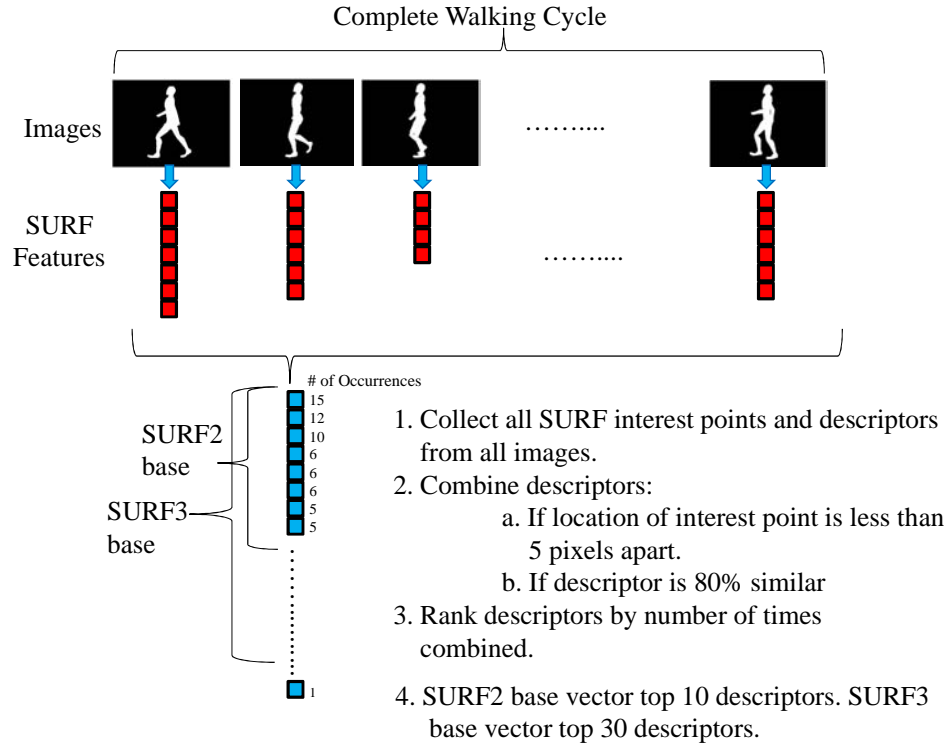 Complete Walking Cycle
Images
……....
SURF
Features
……....
# of Occurrences
15
12
10
6
6
6
5
5
1
SURF2
base
SURF3
base
1. Collect all SURF interest points and descriptors
from all images.
2. Combine descriptors:
a. If location of interest point is less than
5 pixels apart.
b. If descriptor is 80% similar
3. Rank descriptors by number of times
combined.
4. SURF2 base vector top 10 descriptors. SURF3
base vector top 30 descriptors.